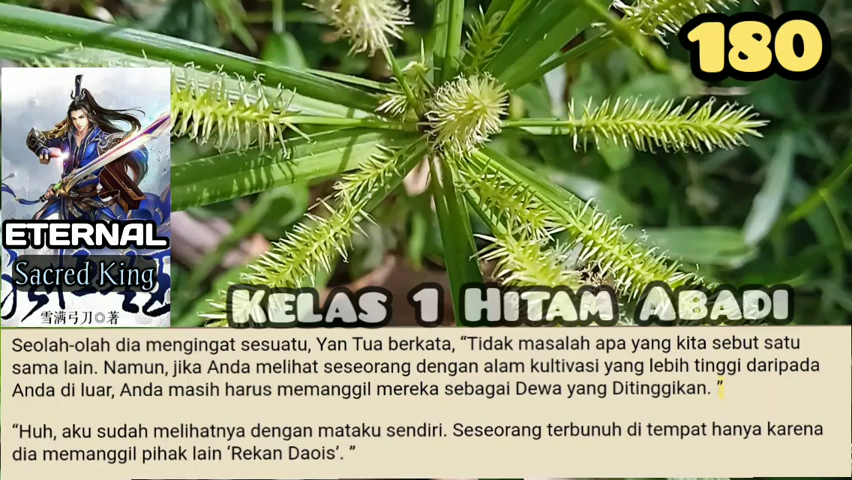 180
ETERNAL
Sacred King
雪满弓刀◎著
KELAS 1 HITAM ABADI
Seolah-olah dia mengingat sesuatu, Yan Tua berkata, “Tidak masalah apa yang kita sebut satu
sama lain. Namun, jika Anda melihat seseorang dengan alam kultivasi yang lebih tinggi daripada
Anda di luar, Anda masih harus memanggil mereka sebagai Dewa yang Ditinggikan. ”
“Huh, aku sudah melihatnya dengan mataku sendiri. Seseorang terbunuh di tempat hanya karena
dia memanggil pihak lain ‘Rekan Daois’. ”